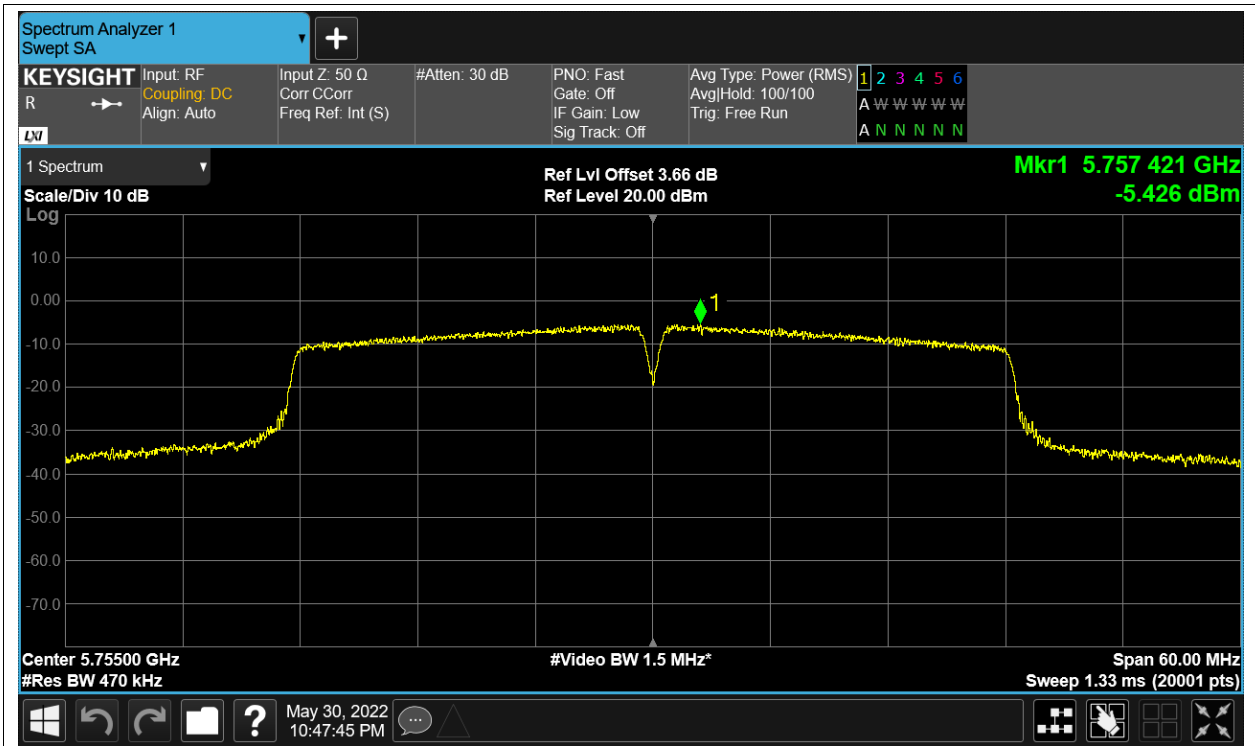 Spectrum Analyzer 1
Swept SA
KEYSIGHT
R
LXI
Input: RF
Coupling: DC
Align: Auto
Input Z: 50 Ω
Corr CCorr
Freq Ref: Int (S)
#Atten: 30 dB
PNO: Fast
Gate: Off
IF Gain: Low
Sig Track: Off
Avg Type: Power (RMS)
Avg|Hold: 100/100
Trig: Free Run
1 2 3 4 5 6
A W W W W W
A N N N N N
1 Spectrum
Scale/Div 10 dB
Log
Ref Lvl Offset 3.66 dB
Ref Level 20.00 dBm
Mkr1 5.757 421 GHz
-5.426 dBm
10.0
0.00
-10.0
-20.0
-30.0
-40.0
-50.0
-60.0
-70.0
1
Center 5.75500 GHz
#Res BW 470 kHz
#Video BW 1.5 MHz*
Span 60.00 MHz
Sweep 1.33 ms (20001 pts)
?
May 30, 2022
10:47:45 PM